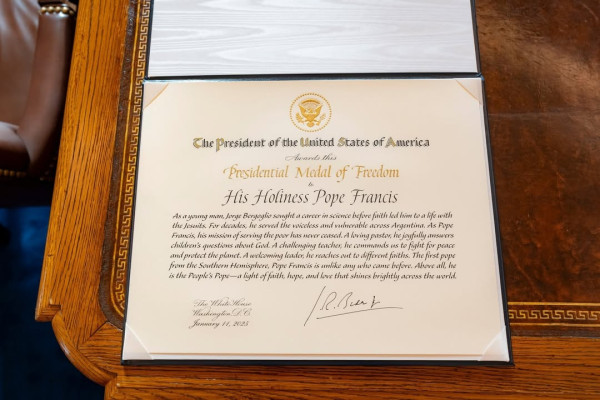 The President of the United States of America
Awards this
Presidential Medal of Freedom
to
His Holiness Pope Francis
As a young man, Jorge Bergoglio sought a career in science before faith led him to a life with
the Jesuits. For decades, he served the voiceless and vulnerable across Argentina. As Pope
Francis, his mission of serving the poor has never ceased. A loving pastor, he joyfully answers
children's questions about God. A challenging teacher, he commands us to fight for peace
and protect the planet. A welcoming leader, he reaches out to different faiths. The first pope
from the Southern Hemisphere, Pope Francis is unlike any who came before. Above all, he
is the People's Pope—a light of faith, hope, and love that shines brightly across the world.
The White House
Washington, D.C.
January 11, 2025